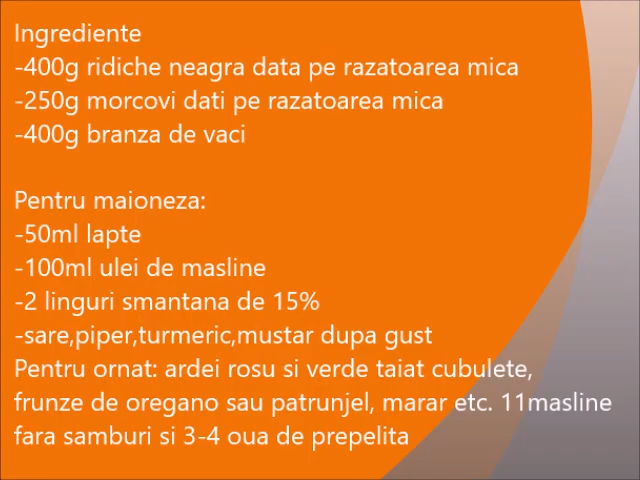 Ingrediente
-400g ridiche neagra data pe razatoarea mica
-250g morcovi dati pe razatoarea mica
-400g branza de vaci
Pentru maioneza:
-50ml lapte
-100ml ulei de masline
-2 linguri smantana de 15%
-sare,piper,turmeric,mustar dupa gust
Pentru ornat: ardei rosu si verde taiat cubulete,
frunze de oregano sau patrunjel, marar etc. 11masline
fara samburi si 3-4 oua de prepelita